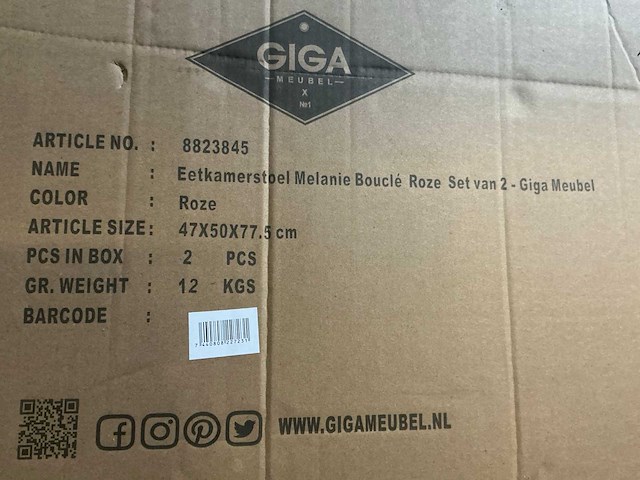 GIGA
MEUBEL
X
№1
ARTICLE NO. : 8823845
NAME : Eetkamerstoel Melanie Bouclé Roze Set van 2 - Giga Meubel
COLOR : Roze
ARTICLE SIZE : 47X50X77.5 cm
PCS IN BOX : 2 PCS
GR. WEIGHT : 12 KGS
BARCODE :
WWW.GIGAMEUBEL.NL